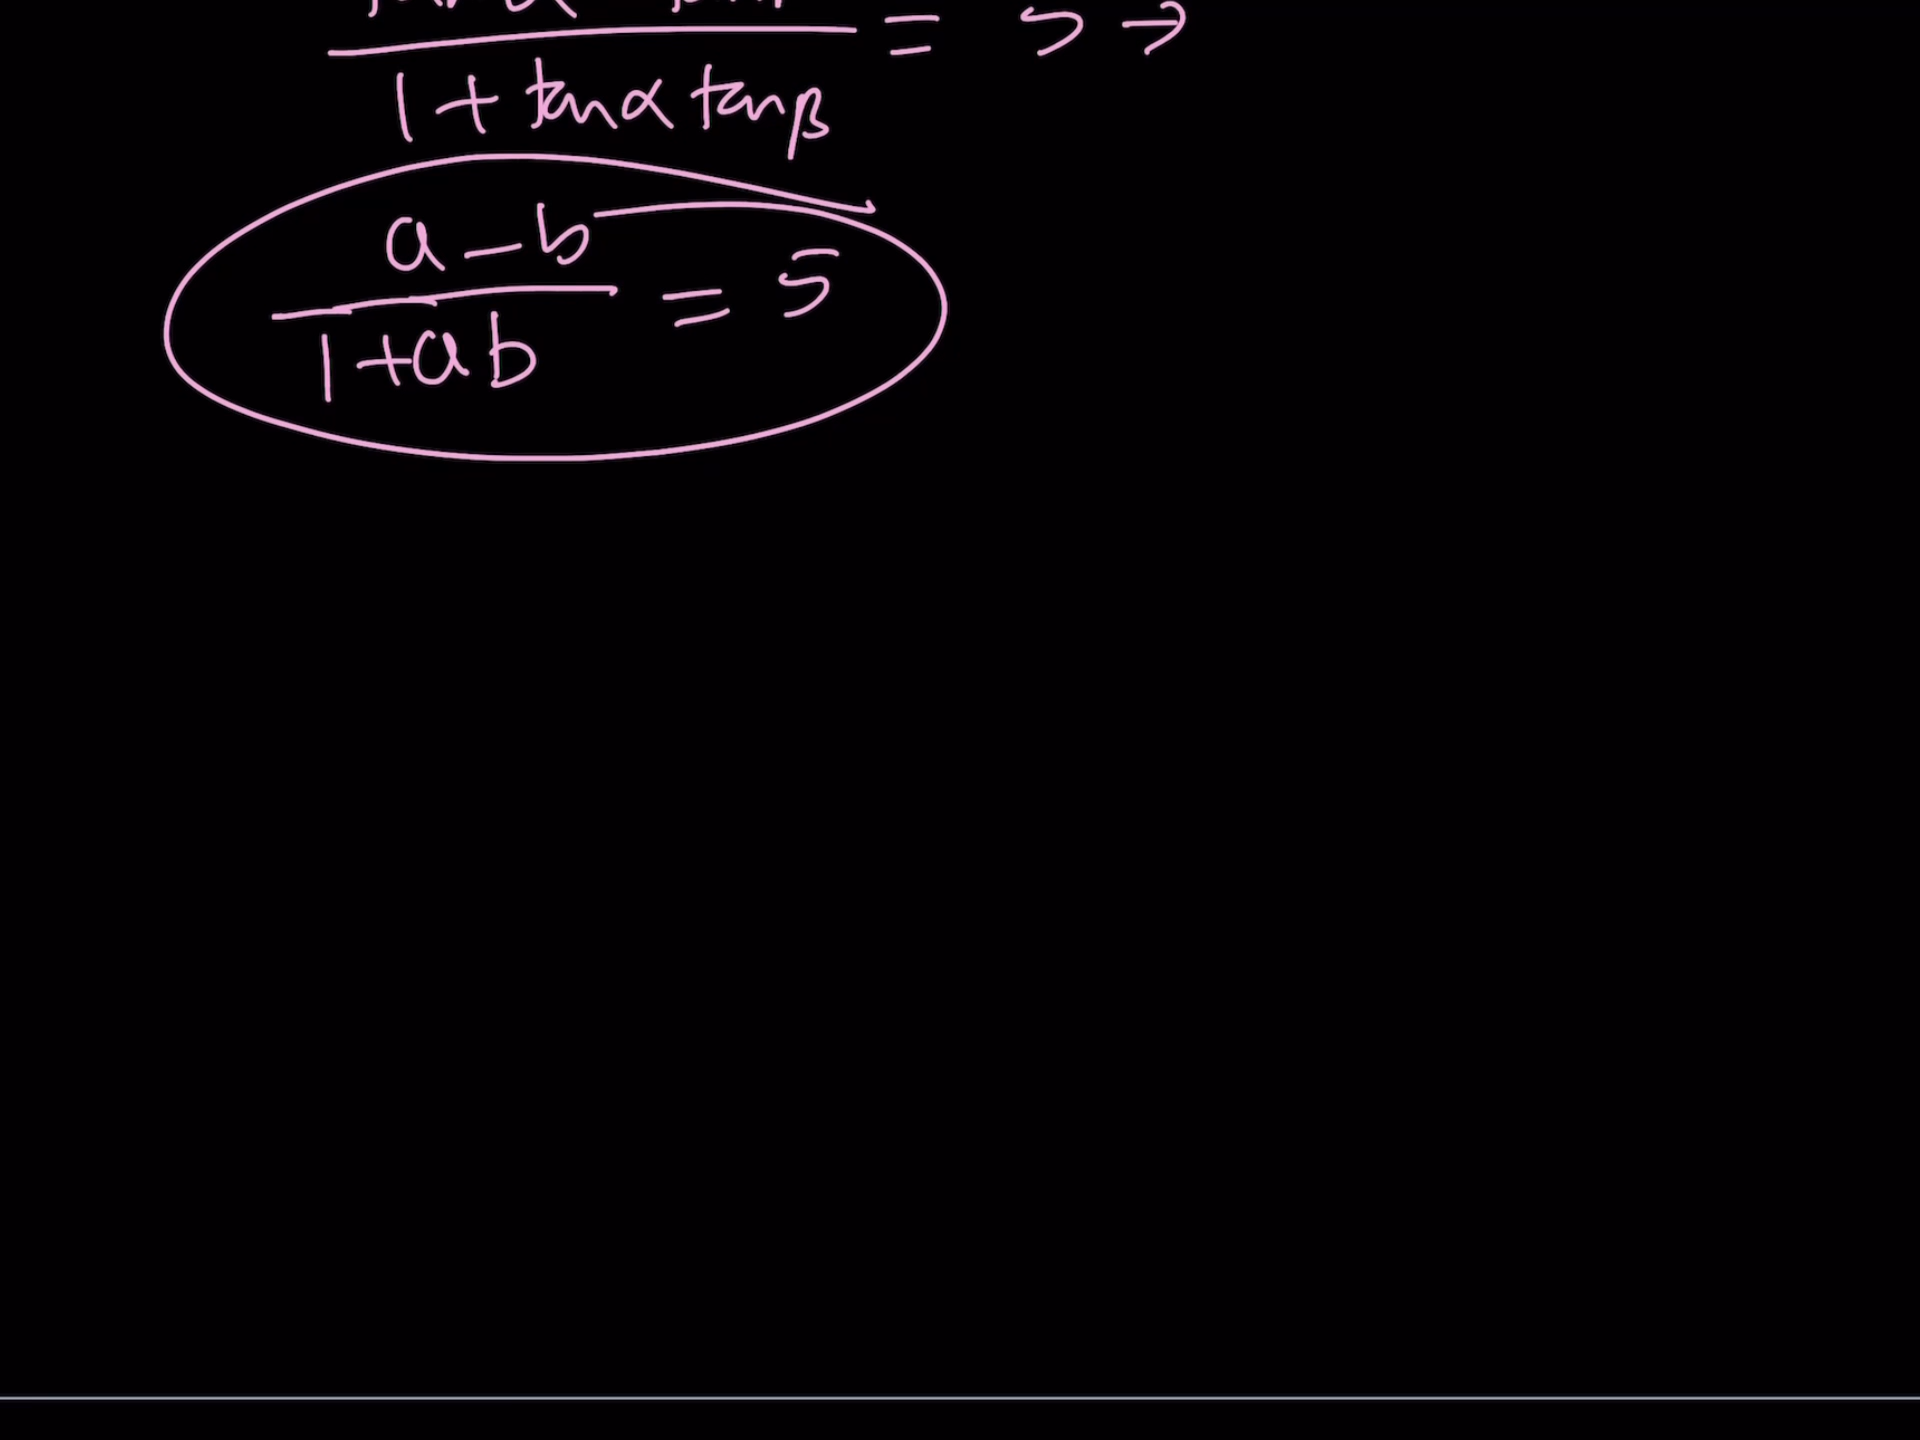 = 5 →
1 + tanα tanβ
a - b
= 5
1 + ab